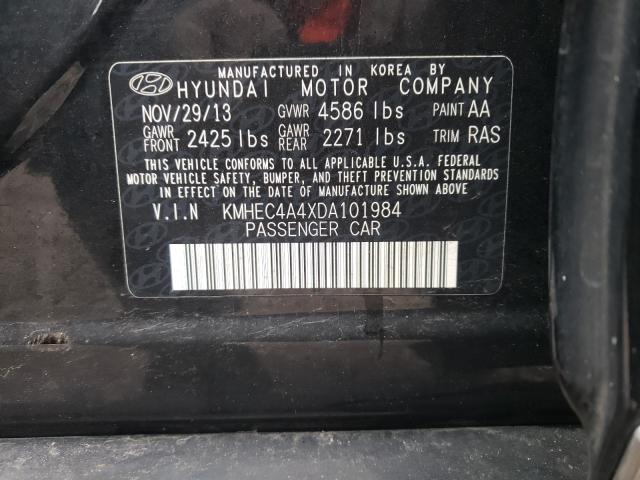 MANUFACTURED IN KOREA BY
HYUNDAI MOTOR COMPANY
NOV/29/13 GVWR 4586 lbs PAINT AA
GAWR FRONT 2425 lbs GAWR REAR 2271 lbs TRIM RAS
THIS VEHICLE CONFORMS TO ALL APPLICABLE U.S.A. FEDERAL
MOTOR VEHICLE SAFETY, BUMPER, AND THEFT PREVENTION STANDARDS
IN EFFECT ON THE DATE OF MANUFACTURE SHOWN ABOVE
V.I.N KMHEC4A4XDA101984
PASSENGER CAR